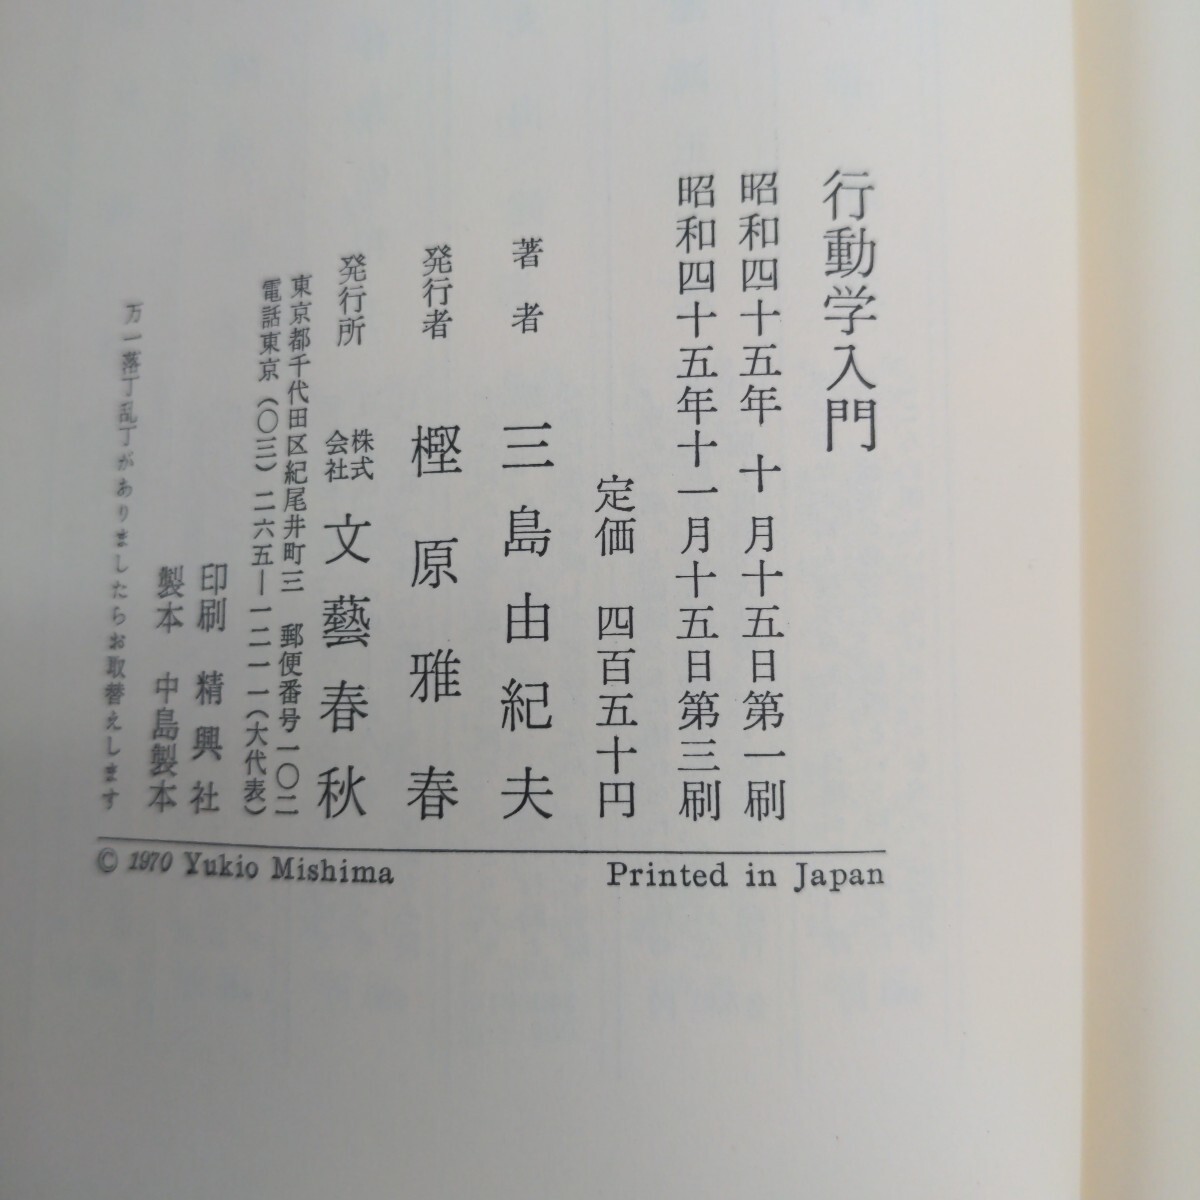 行動学入門
昭和四十五年 十 月十五日第一刷
昭和四十五年十一月十五日第三刷
定価 四百五十円
著者 三島由紀夫
発行者 樫原雅春
発行所 株式会社 文藝春秋
東京都千代田区紀尾井町三 郵便番号一〇二
電話東京(〇三)二六五―一二一一(大代表)
印刷 精興社
製本 中島製本
万一落丁乱丁がありましたらお取替えします
© 1970 Yukio Mishima Printed in Japan